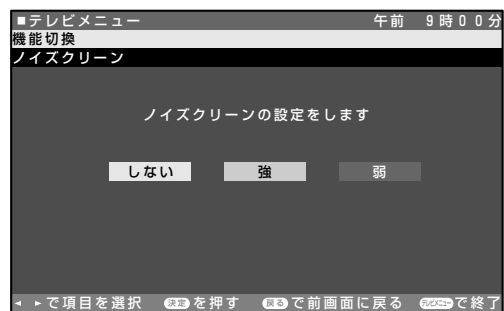 ■テレビメニュー 午前 9時00分
機能切換
ノイズクリーン
ノイズクリーンの設定をします
しない 強 弱
◄ ►で項目を選択 決定を押す 戻るで前画面に戻る テレビメニューで終了